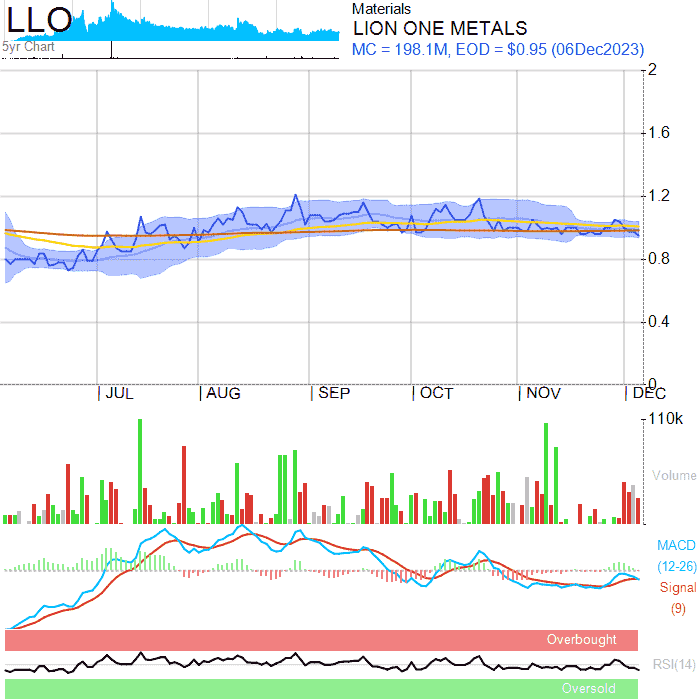 LLO
5yr Chart
Materials
LION ONE METALS
MC = 198.1M, EOD = $0.95 (06Dec2023)
2
1.6
1.2
0.8
0.4
0
JUL AUG SEP OCT NOV DEC
110k
Volume
MACD
(12-26)
Signal
(9)
Overbought
RSI(14)
Oversold